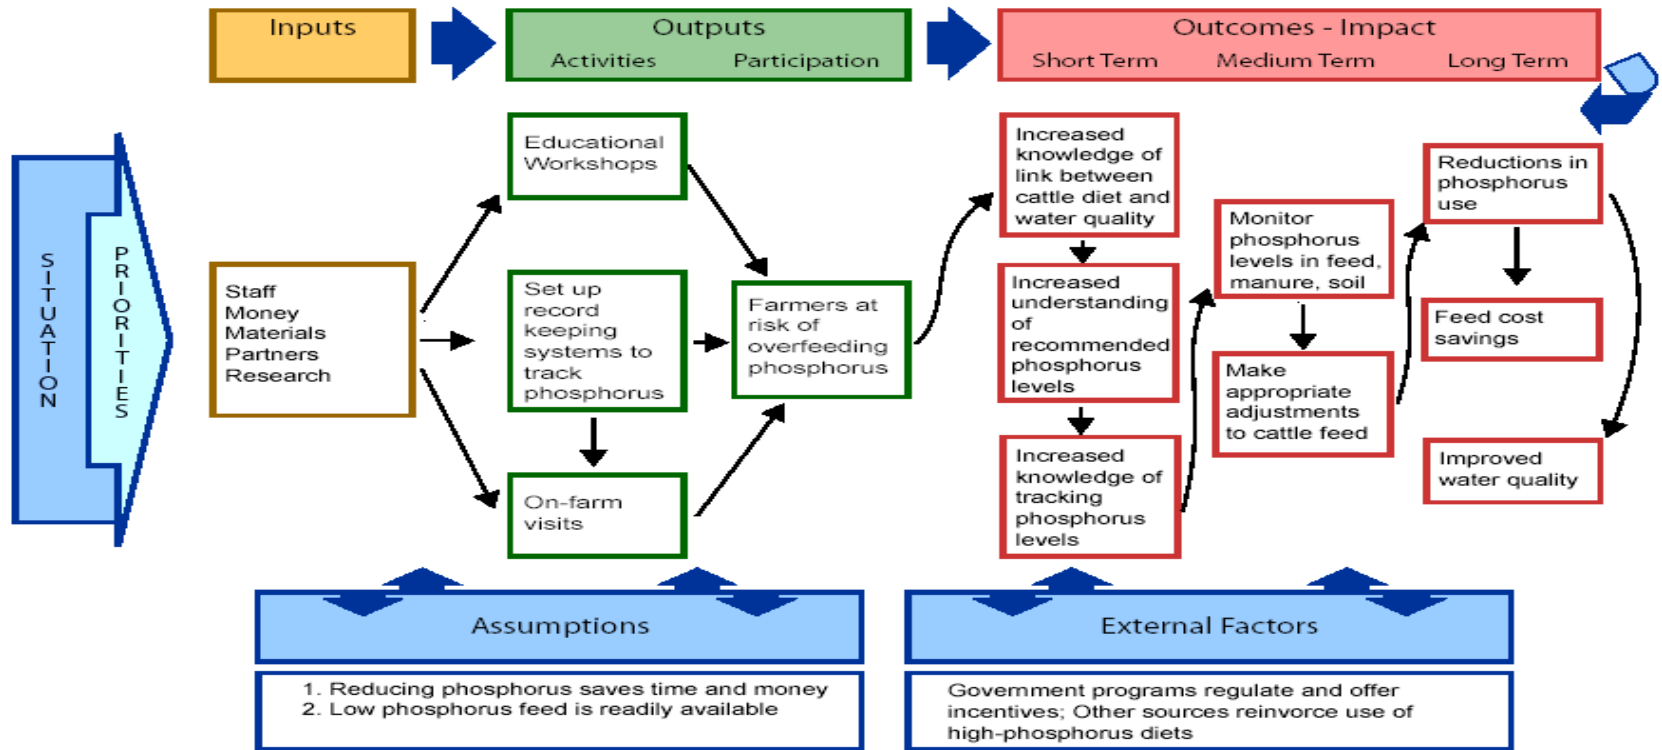 Inputs
Outputs
Activities
Participation
Outcomes - Impact
Short Term
Medium Term
Long Term
SITUATION
PRIORITIES
Staff
Money
Materials
Partners
Research
Educational
Workshops
Set up
record
keeping
systems to
track
phosphorus
On-farm
visits
Farmers at
risk of
overfeeding
phosphorus
Increased
knowledge of
link between
cattle diet and
water quality
Increased
understanding
of
recommended
phosphorus
levels
Increased
knowledge of
tracking
phosphorus
levels
Monitor
phosphorus
levels in feed,
manure, soil
Make
appropriate
adjustments
to cattle feed
Reductions in
phosphorus
use
Feed cost
savings
Improved
water quality
Assumptions
1. Reducing phosphorus saves time and money
2. Low phosphorus feed is readily available
External Factors
Government programs regulate and offer
incentives; Other sources reinvorce use of
high-phosphorus diets